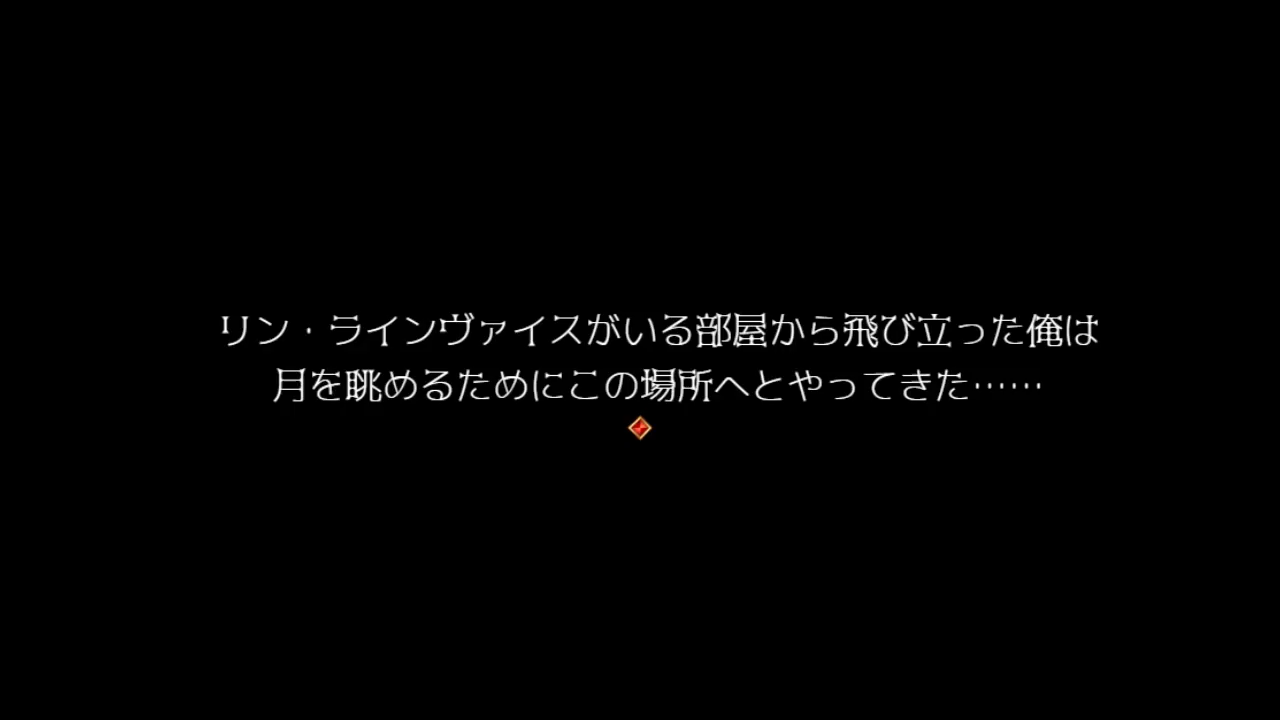 リン・ラインヴァイスがいる部屋から飛び立った俺は
月を眺めるためにこの場所へとやってきた……